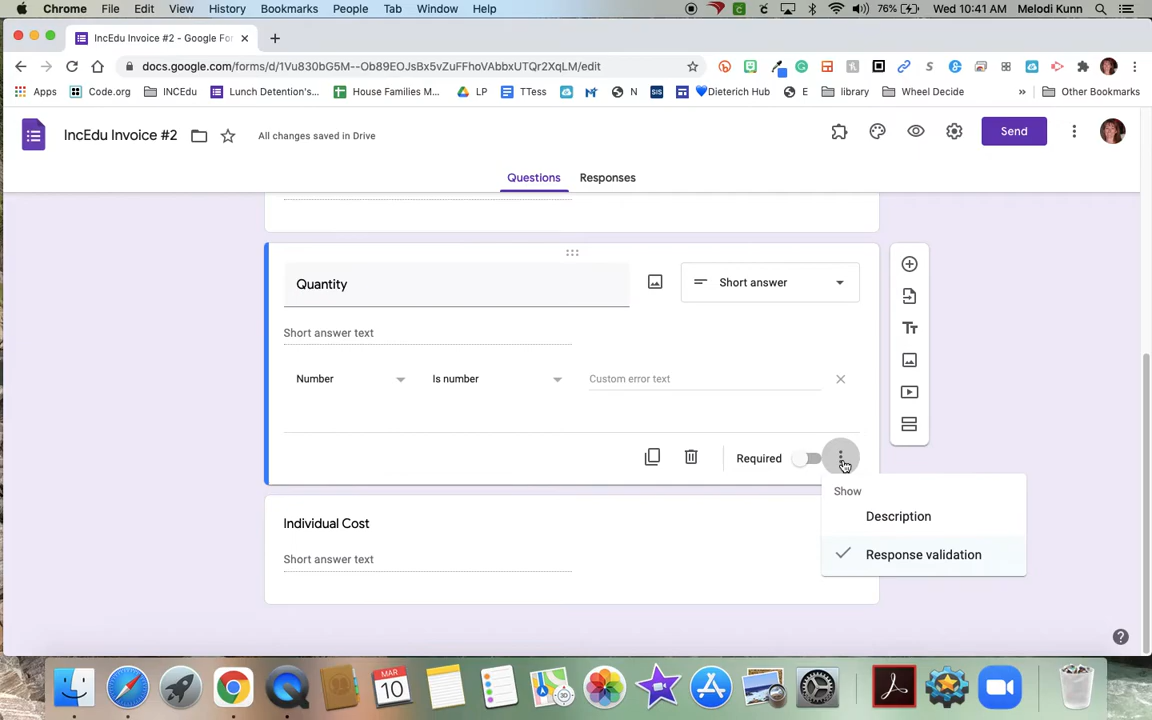 Chrome File Edit View History Bookmarks People Tab Window Help 76% Wed 10:41 AM Melodi Kunn
IncEdu Invoice #2 - Google For
docs.google.com/forms/d/1Vu830bG5M--Ob89EOJsBx5vZuFFhoVAbbxUTQr2XqLM/edit
Apps Code.org INCEdu Lunch Detention's... House Families M... LP TTess N SIS Dieterich Hub E library Wheel Decide » Other Bookmarks
IncEdu Invoice #2 All changes saved in Drive Send
Questions Responses
Quantity Short answer
Short answer text
Number Is number Custom error text
Required
Show
Description
Response validation
Individual Cost
Short answer text
MAR
10